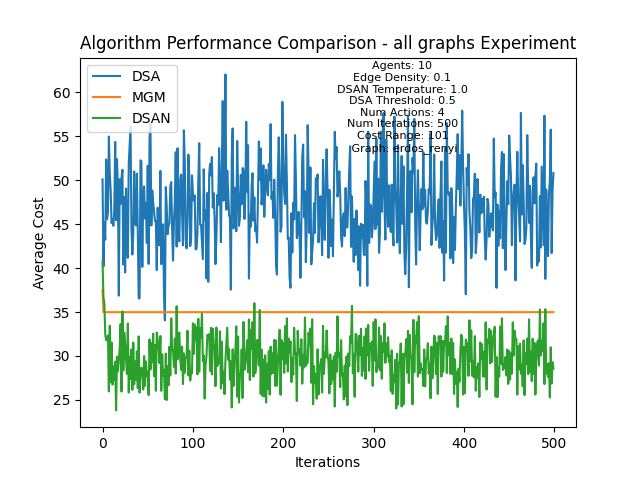 Algorithm Performance Comparison - all graphs Experiment
DSA
MGM
DSAN
Agents: 10
Edge Density: 0.1
DSAN Temperature: 1.0
DSA Threshold: 0.5
Num Actions: 4
Num Iterations: 500
Cost Range: 101
Graph: erdos_renyi
Average Cost
60
55
50
45
40
35
30
25
0
100
200
300
400
500
Iterations